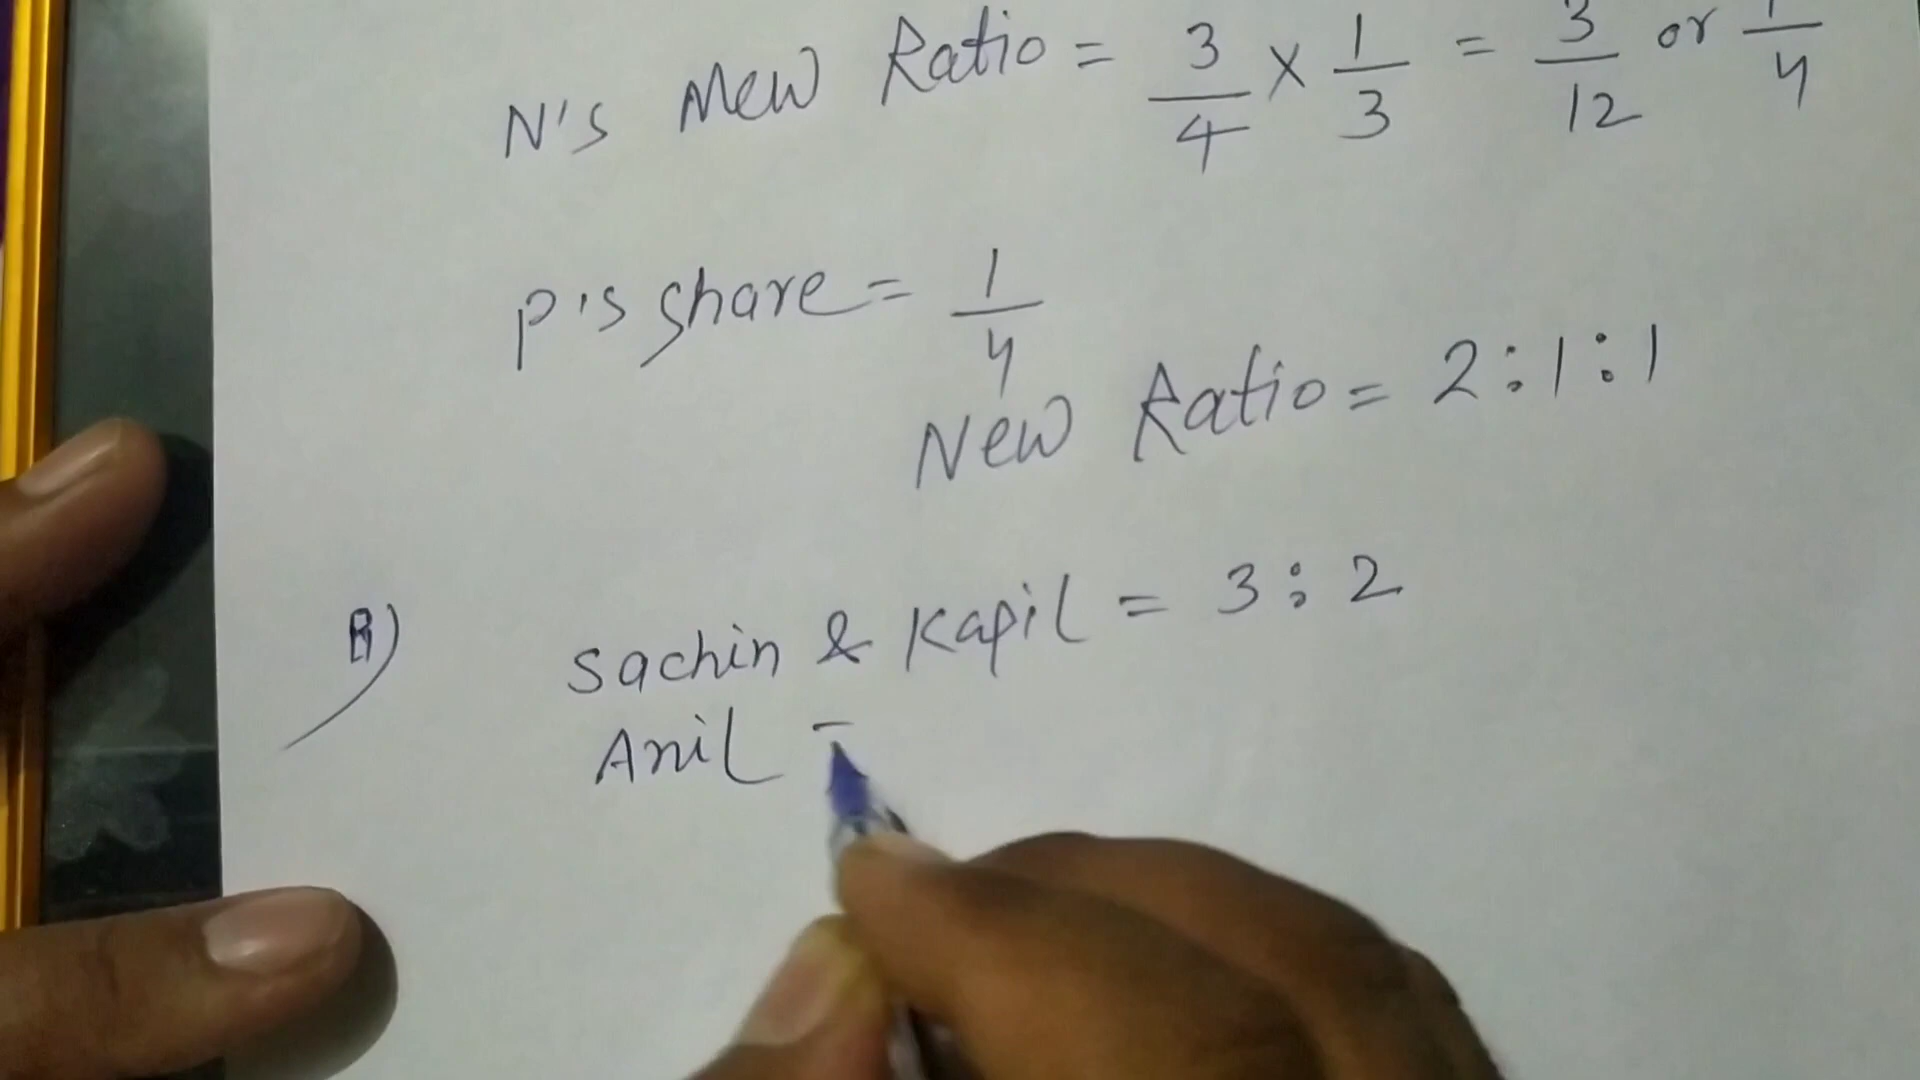 N's New Ratio = 3/4 × 1/3 = 3/12 or 1/4
P's share = 1/4
New Ratio = 2:1:1
B) Sachin & Kapil = 3:2
Anil -